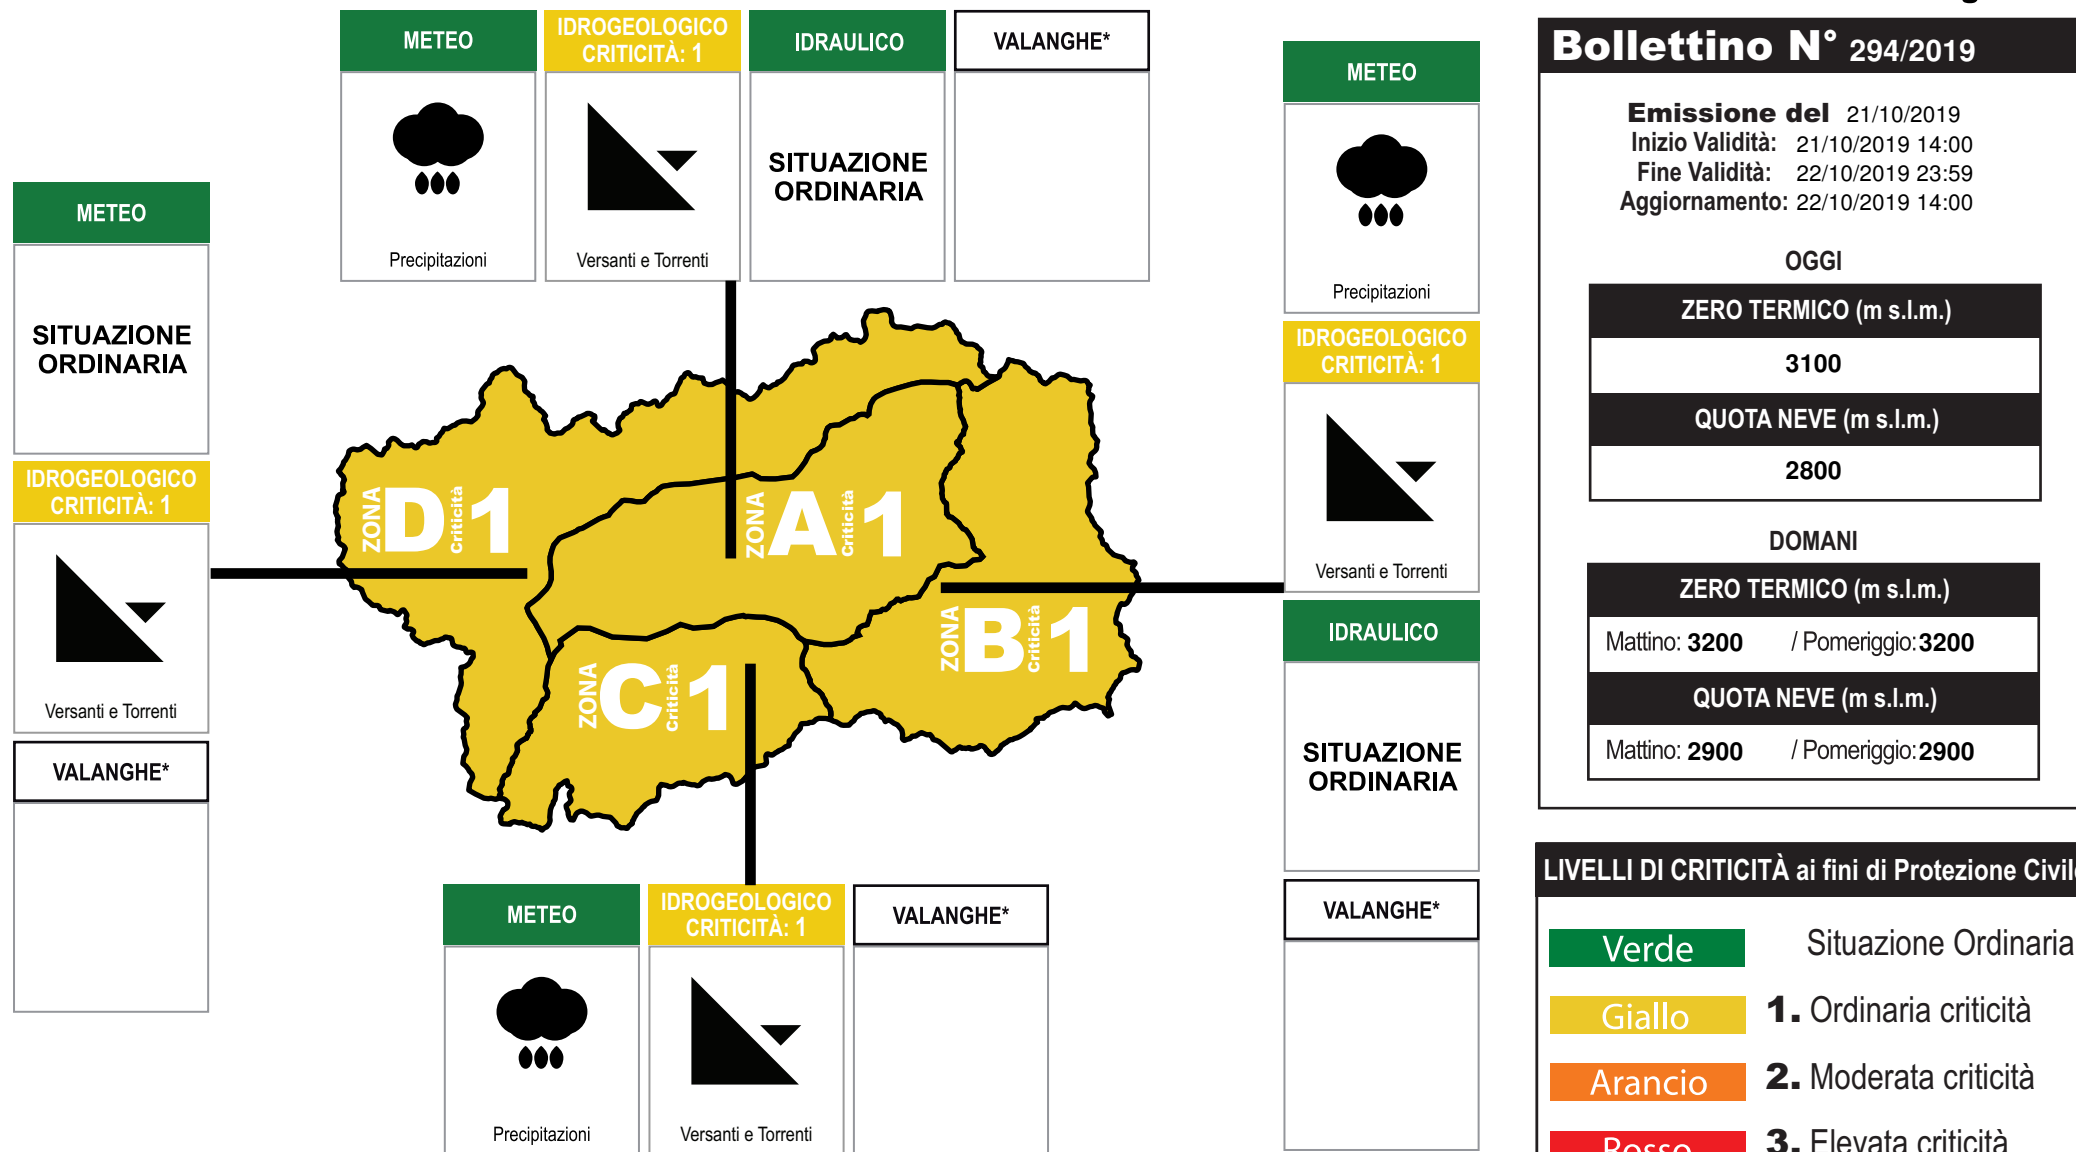 METEO
IDROGEOLOGICO
CRITICITÀ: 1
IDRAULICO
VALANGHE*
Precipitazioni
Versanti e Torrenti
SITUAZIONE
ORDINARIA
METEO
SITUAZIONE
ORDINARIA
IDROGEOLOGICO
CRITICITÀ: 1
Versanti e Torrenti
VALANGHE*
METEO
Precipitazioni
IDROGEOLOGICO
CRITICITÀ: 1
Versanti e Torrenti
IDRAULICO
SITUAZIONE
ORDINARIA
VALANGHE*
ZONA D Criticità 1
ZONA A Criticità 1
ZONA B Criticità 1
ZONA C Criticità 1
METEO
IDROGEOLOGICO
CRITICITÀ: 1
VALANGHE*
Precipitazioni
Versanti e Torrenti
Bollettino N° 294/2019
Emissione del 21/10/2019
Inizio Validità: 21/10/2019 14:00
Fine Validità: 22/10/2019 23:59
Aggiornamento: 22/10/2019 14:00
OGGI
ZERO TERMICO (m s.l.m.)
3100
QUOTA NEVE (m s.l.m.)
2800
DOMANI
ZERO TERMICO (m s.l.m.)
Mattino: 3200 / Pomeriggio: 3200
QUOTA NEVE (m s.l.m.)
Mattino: 2900 / Pomeriggio: 2900
LIVELLI DI CRITICITÀ ai fini di Protezione Civile
Verde Situazione Ordinaria
Giallo 1. Ordinaria criticità
Arancio 2. Moderata criticità
Rosso 3. Elevata criticità